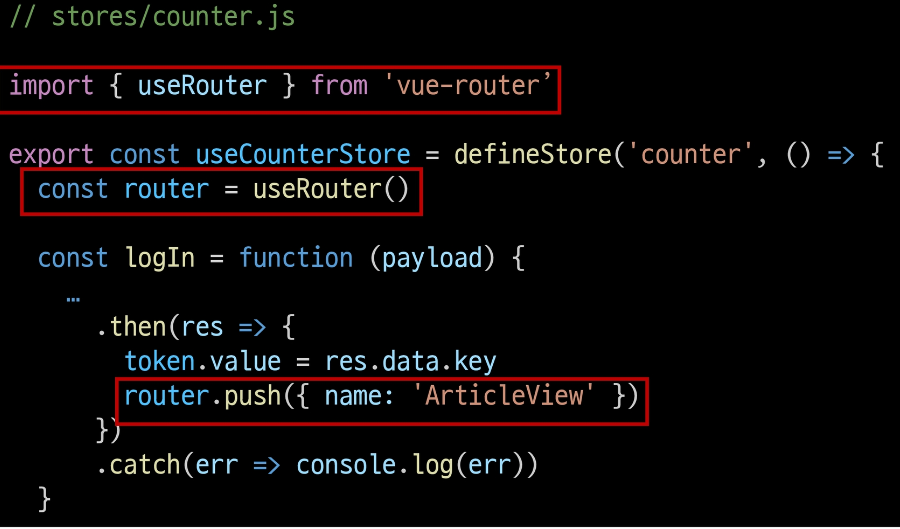 // stores/counter.js
import { useRouter } from 'vue-router’
export const useCounterStore = defineStore('counter', () => {
const router = useRouter()
const logIn = function (payload) {
…
.then(res => {
token.value = res.data.key
router.push({ name: 'ArticleView' })
})
.catch(err => console.log(err))
}